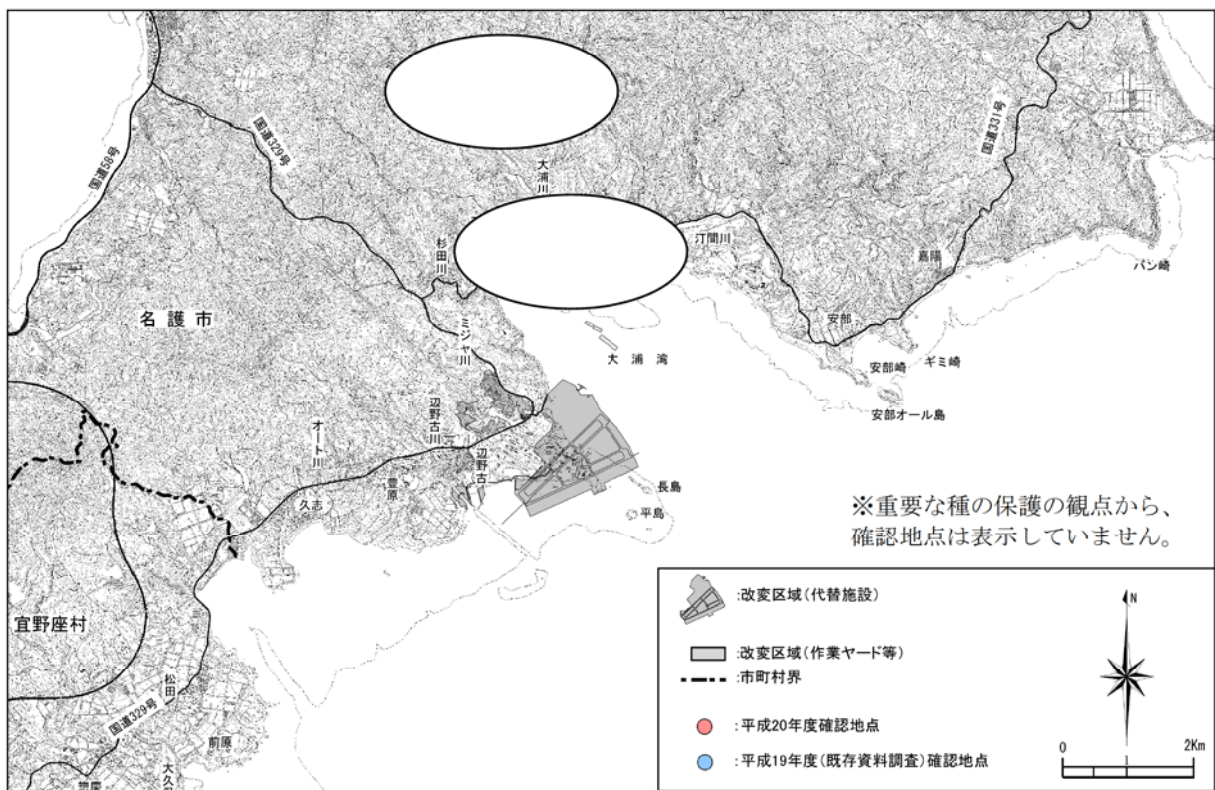 国道58号
国道329号
大浦川
国道331号
杉田川
汀間川
嘉陽
バン崎
名護市
ミジャ川
大浦湾
安部
安部崎
ギミ崎
安部オール島
辺野古川
オート川
辺野古
豊原
久志
長島
平島
※重要な種の保護の観点から、
確認地点は表示していません。
宜野座村
松田
国道329号
前原
惣慶
大久
:改変区域(代替施設)
:改変区域(作業ヤード等)
:市町村界
:平成20年度確認地点
:平成19年度(既存資料調査)確認地点
N
0 1 2Km